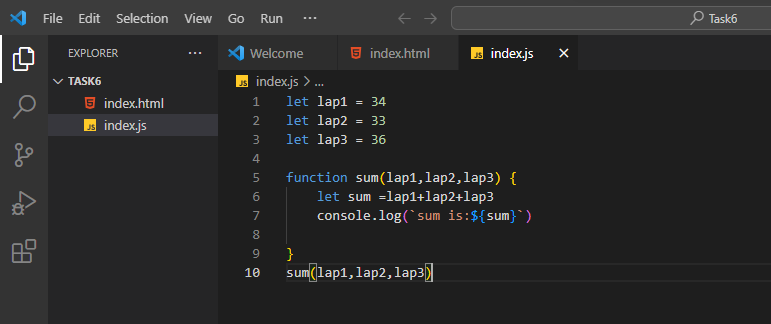 File Edit Selection View Go Run ··· Task6
EXPLORER ···
TASK6
index.html
index.js
Welcome index.html index.js
index.js > ...
1 let lap1 = 34
2 let lap2 = 33
3 let lap3 = 36
4
5 function sum(lap1,lap2,lap3) {
6     let sum =lap1+lap2+lap3
7     console.log(`sum is:${sum}`)
8
9 }
10 sum(lap1,lap2,lap3)